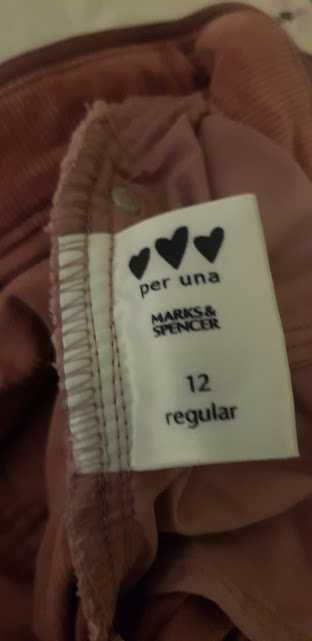 per una
MARKS &
SPENCER
12
regular